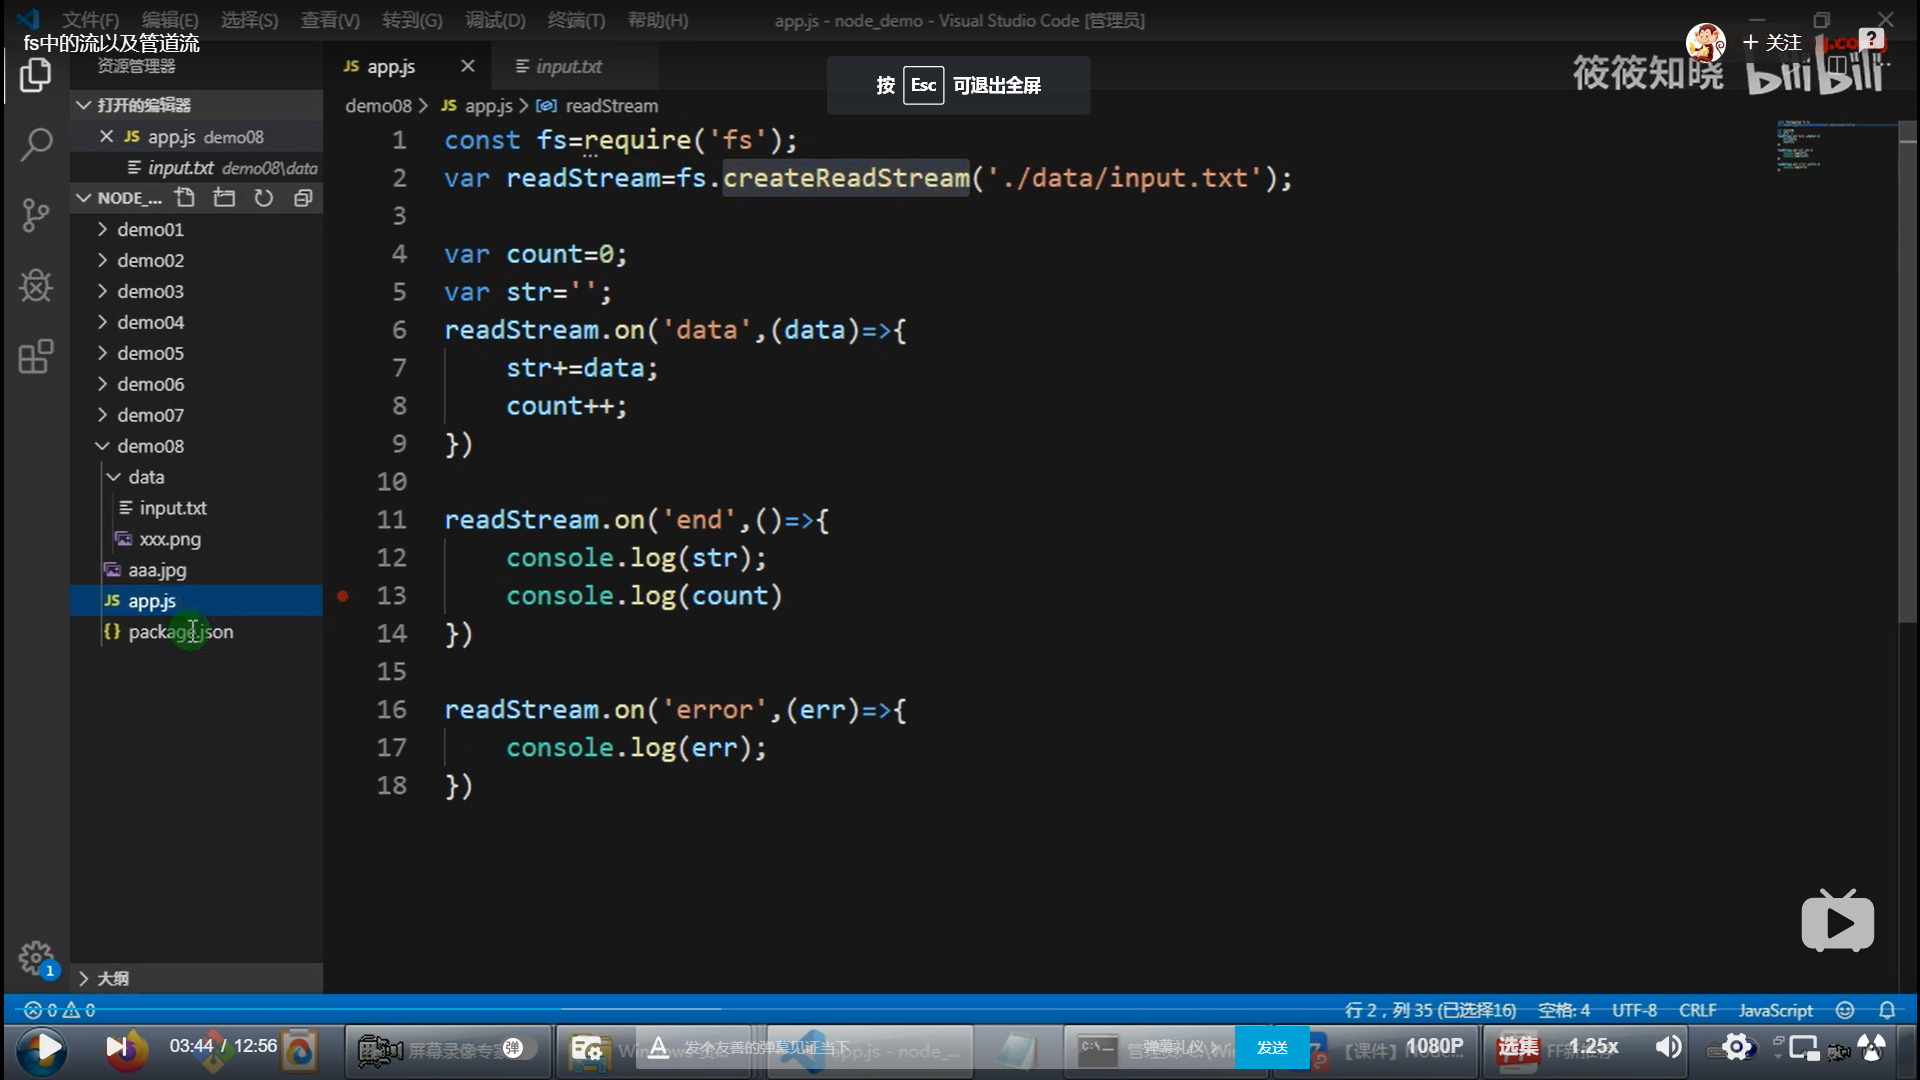 文件(F) 编辑(E) 选择(S) 查看(V) 转到(G) 调试(D) 终端(T) 帮助(H) app.js - node_demo - Visual Studio Code [管理员]
fs中的流以及管道流
+ 关注
筱筱知晓 bilibili
资源管理器
JS app.js
input.txt
按 Esc 可退出全屏
打开的编辑器
JS app.js demo08
input.txt demo08\data
NODE_...
demo01
demo02
demo03
demo04
demo05
demo06
demo07
demo08
data
input.txt
xxx.png
aaa.jpg
JS app.js
{} package.json
大纲
demo08 > JS app.js > readStream
1 const fs=require('fs');
2 var readStream=fs.createReadStream('./data/input.txt');
3
4 var count=0;
5 var str='';
6 readStream.on('data',(data)=>{
7 str+=data;
8 count++;
9 })
10
11 readStream.on('end',()=>{
12 console.log(str);
13 console.log(count)
14 })
15
16 readStream.on('error',(err)=>{
17 console.log(err);
18 })
1
0 0
行 2，列 35 (已选择16) 空格: 4 UTF-8 CRLF JavaScript
03:44 / 12:56
屏幕录像专
弹
A 发个友善的弹幕见证当下
app.js - node_...
弹幕礼仪 >
发送
【课件】
1080P
选集
1.25x